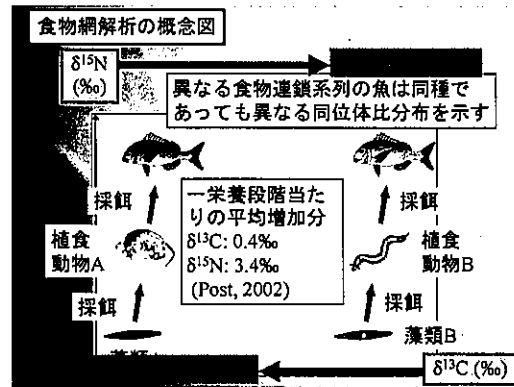 食物網解析の概念図
δ15N
(‰)
異なる食物連鎖系列の魚は同種で
あっても異なる同位体比分布を示す
採餌
採餌
一栄養段階当た
りの平均増加分
δ13C: 0.4‰
δ15N: 3.4‰
(Post, 2002)
植食
動物A
植食
動物B
採餌
採餌
藻類B
δ13C (‰)